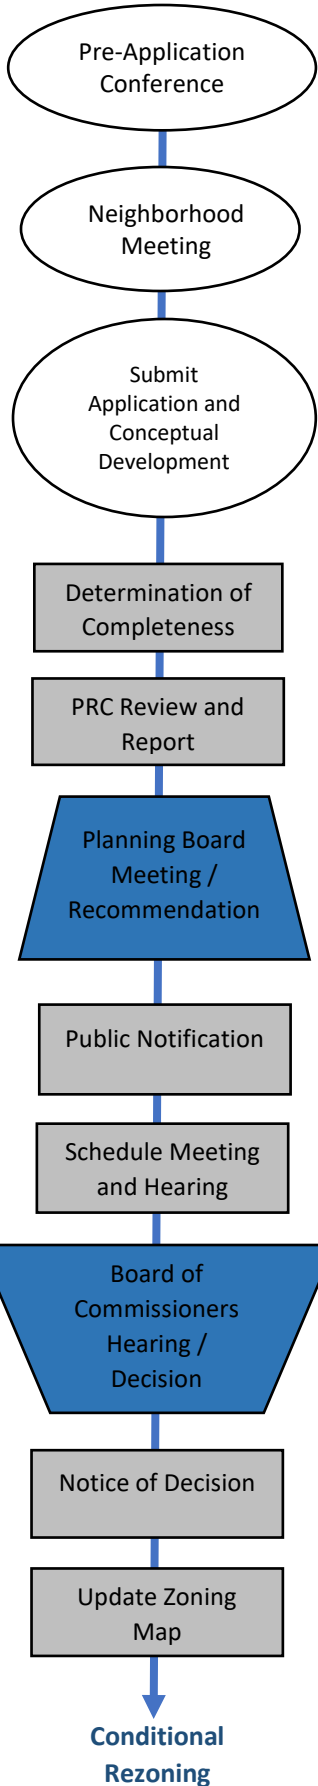 Pre-Application
Conference
Neighborhood
Meeting
Submit
Application and
Conceptual
Development
Determination of
Completeness
PRC Review and
Report
Planning Board
Meeting /
Recommendation
Public Notification
Schedule Meeting
and Hearing
Board of
Commissioners
Hearing /
Decision
Notice of Decision
Update Zoning
Map
Conditional
Rezoning